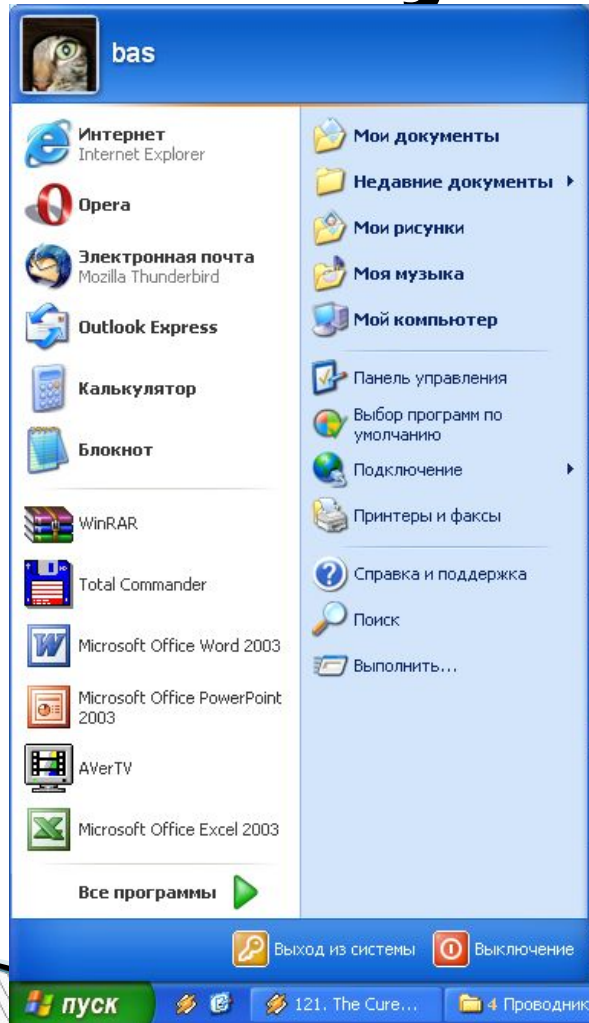 bas
Интернет
Internet Explorer
Opera
Электронная почта
Mozilla Thunderbird
Outlook Express
Калькулятор
Блокнот
WinRAR
Total Commander
Microsoft Office Word 2003
Microsoft Office PowerPoint
2003
AVerTV
Microsoft Office Excel 2003
Все программы
Мои документы
Недавние документы
Мои рисунки
Моя музыка
Мой компьютер
Панель управления
Выбор программ по
умолчанию
Подключение
Принтеры и факсы
Справка и поддержка
Поиск
Выполнить...
Выход из системы
Выключение
пуск
121. The Cure...
4 Проводник